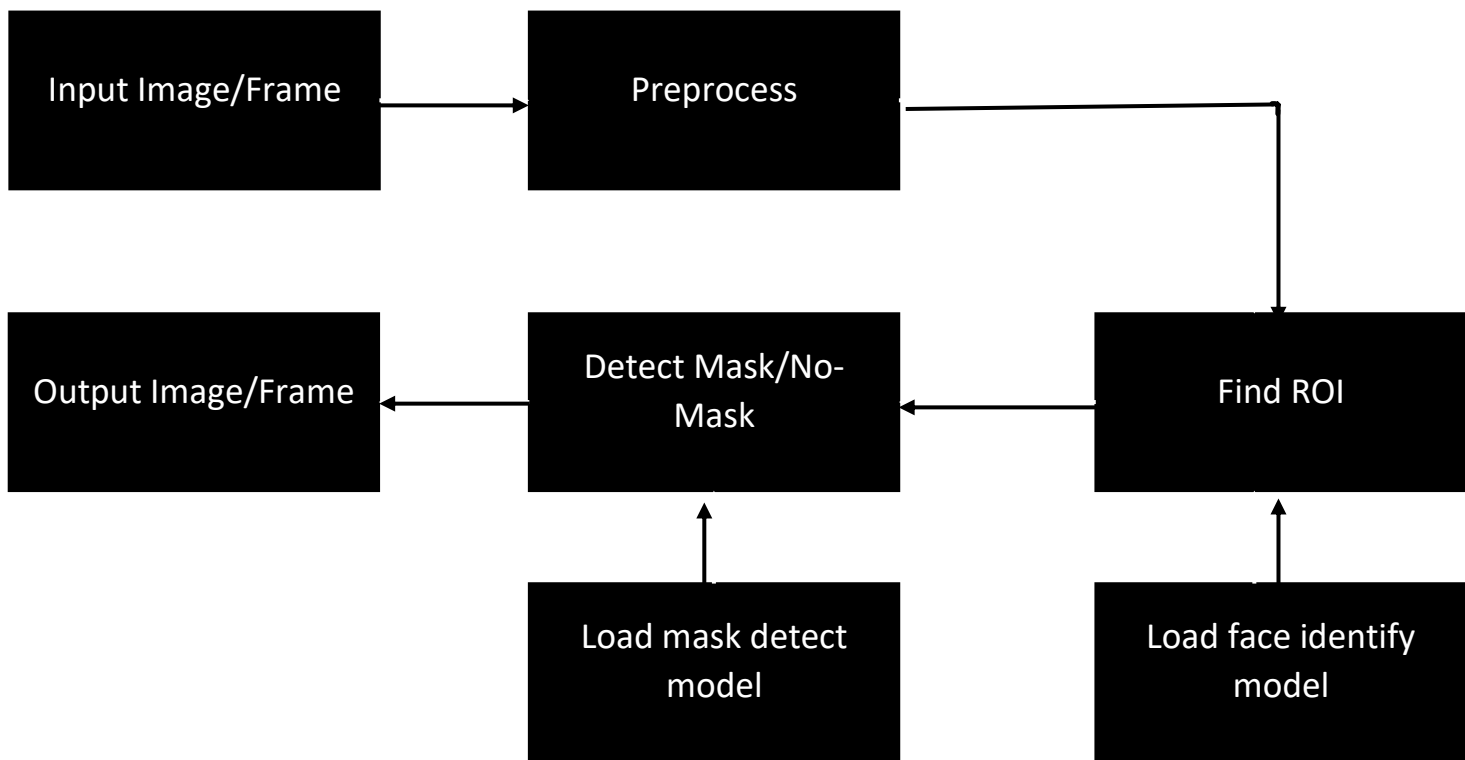 Input Image/Frame
Preprocess
Output Image/Frame
Detect Mask/No-
Mask
Find ROI
Load mask detect
model
Load face identify
model